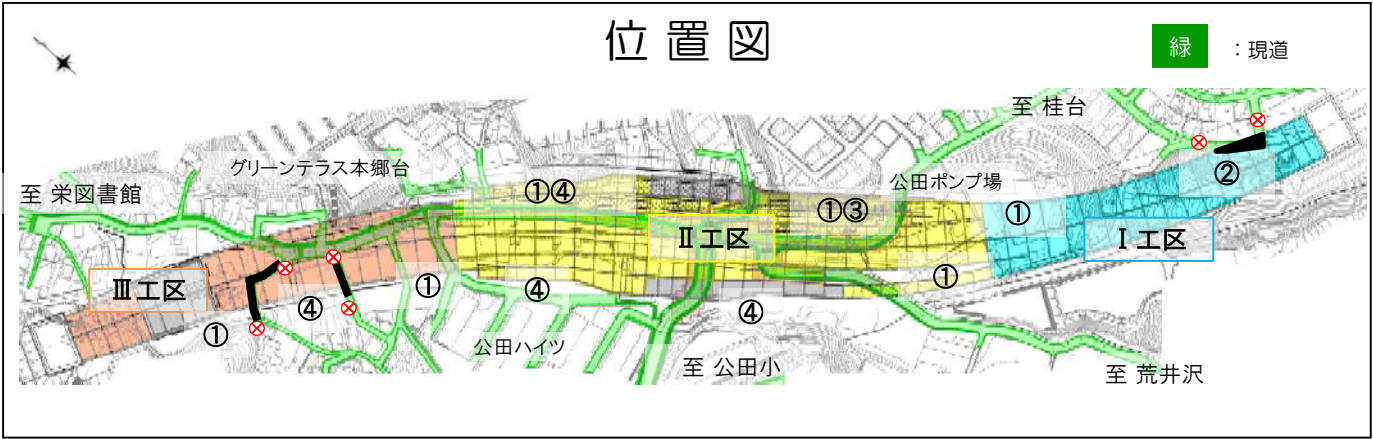 位置図
緑 ：現道
至 桂台
グリーンテラス本郷台
至 栄図書館
①④
公田ポンプ場
②
①③
①
Ⅱ工区
Ⅰ工区
Ⅲ工区
①
①
④
④
①
④
公田ハイツ
至 公田小
至 荒井沢